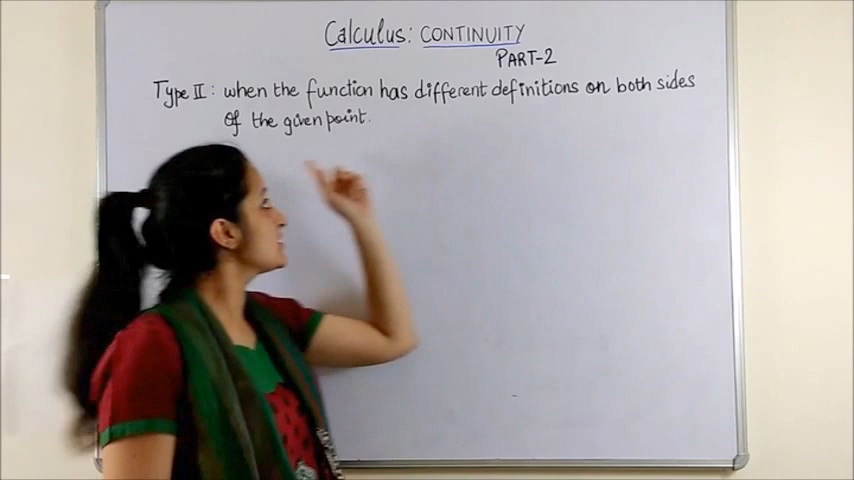 Calculus: CONTINUITY
PART-2
Type II: when the function has different definitions on both sides
of the given point.